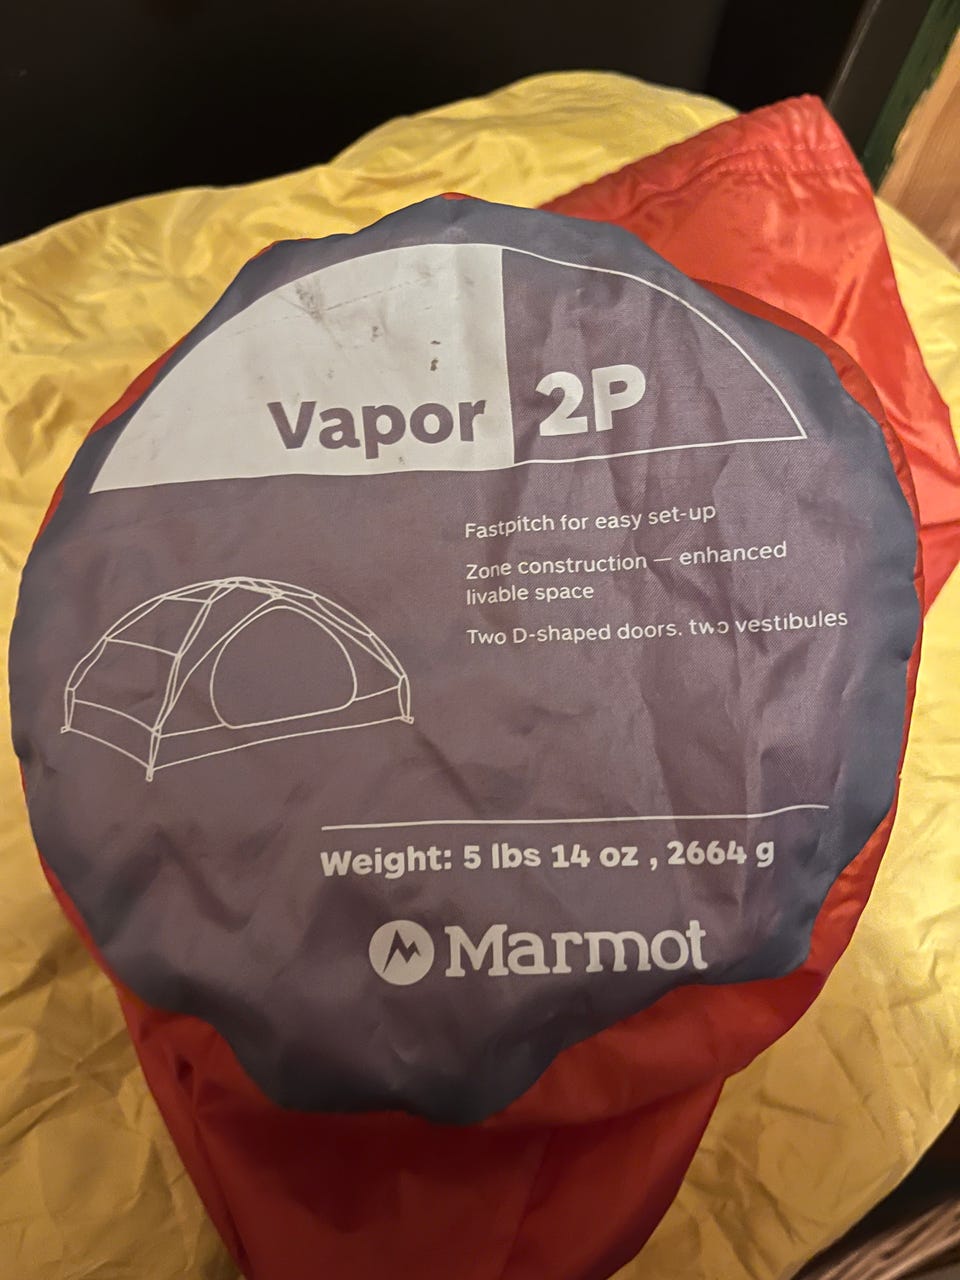 Vapor 2P
Fastpitch for easy set-up
Zone construction — enhanced
livable space
Two D-shaped doors. two vestibules
Weight: 5 lbs 14 oz , 2664 g
Marmot